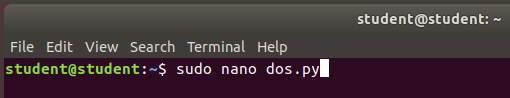 student@student: ~
File Edit View Search Terminal Help
student@student:~$ sudo nano dos.py